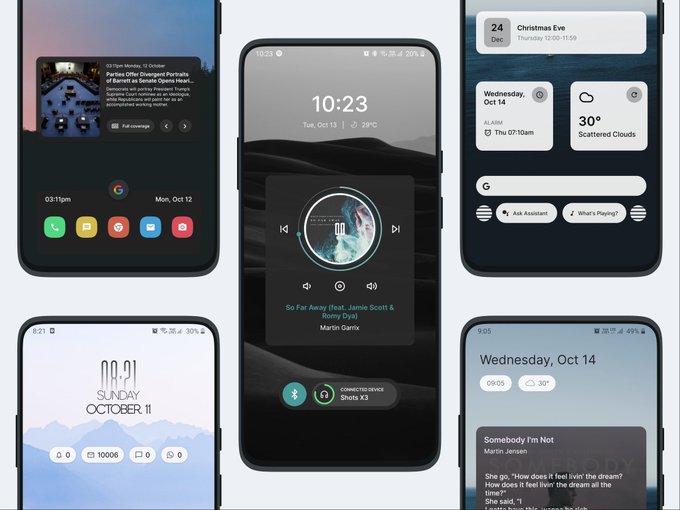 03:11pm Monday, 12 October
Parties Offer Divergent Portraits
of Barrett as Senate Opens Heari...
Democrats will portray President Trump's
Supreme Court nominee as an ideologue,
while Republicans will paint her as an
accomplished working mother.
Full coverage
G
03:11pm
Mon, Oct 12
10:23
20%
10:23
Tue, Oct 13 | 29°C
SO FAR AWAY
So Far Away (feat. Jamie Scott &
Romy Dya)
Martin Garrix
CONNECTED DEVICE
Shots X3
24
Dec
Christmas Eve
Thursday 12:00-11:59
Wednesday,
Oct 14
ALARM
Thu 07:10am
30°
Scattered Clouds
G
Ask Assistant
What's Playing?
8:21
30%
08:21
SUNDAY
OCTOBER. 11
0
10006
0
0
9:05
49%
Wednesday, Oct 14
09:05
30°
Somebody I'm Not
Martin Jensen
SOMEBODY
She go, "How does it feel livin' the dream?
How does it feel livin' the dream all the
time?"
She said, "I